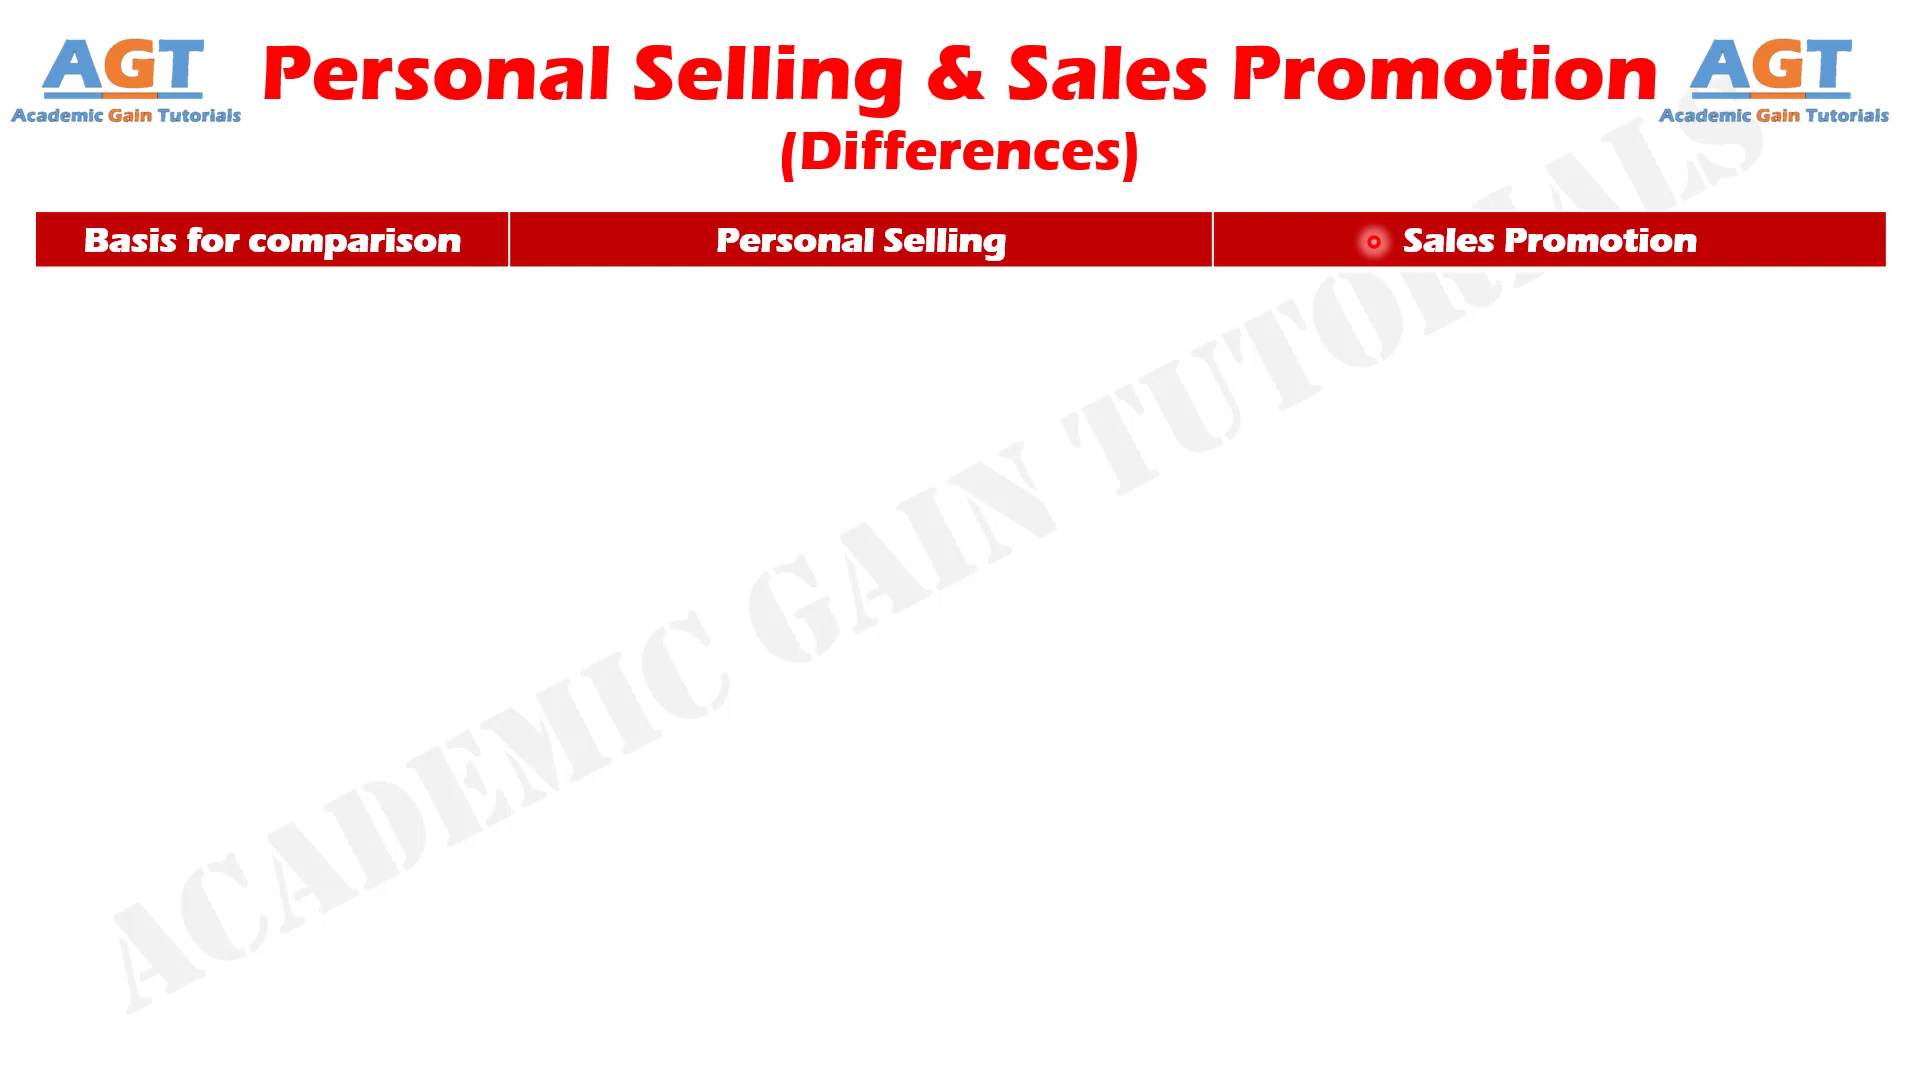 AGT
Academic Gain Tutorials
Personal Selling & Sales Promotion
(Differences)
AGT
Academic Gain Tutorials
Basis for comparison
Personal Selling
Sales Promotion
ACADEMIC GAIN TUTORIALS